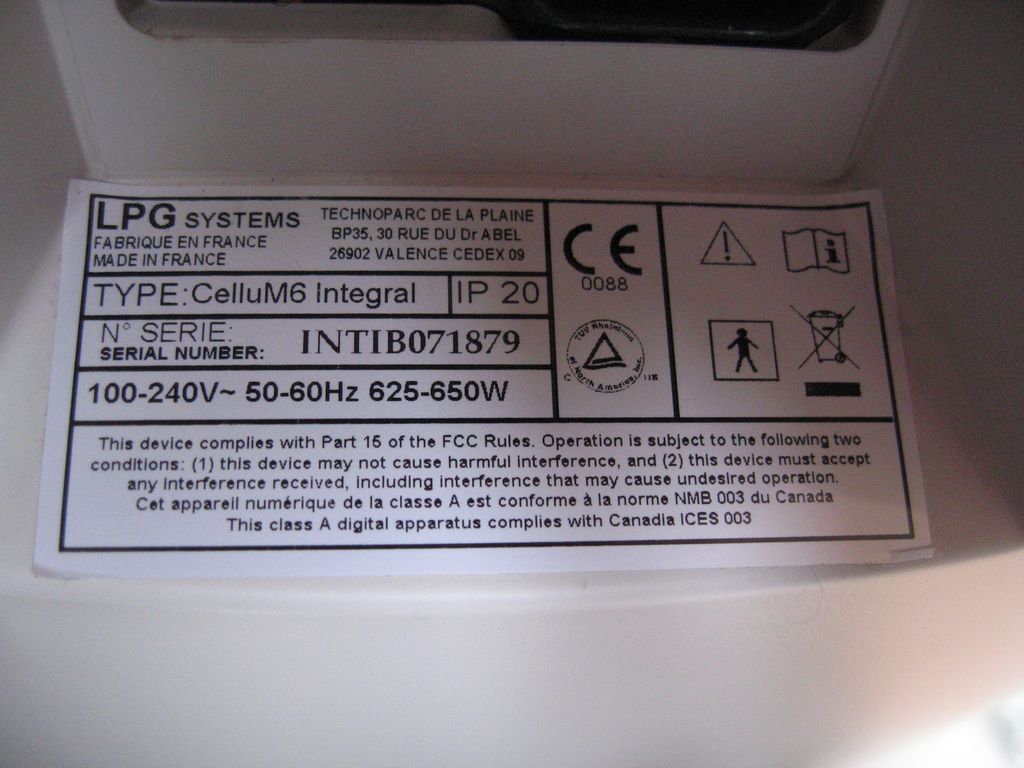 LPG SYSTEMS
FABRIQUE EN FRANCE
MADE IN FRANCE
TECHNOPARC DE LA PLAINE
BP35, 30 RUE DU Dr ABEL
26902 VALENCE CEDEX 09
TYPE: CelluM6 Integral
IP 20
N° SERIE:
SERIAL NUMBER: INTIB071879
100-240V~ 50-60Hz 625-650W
CE
0088
TUV Rheinland
of North America, Inc.
C US
This device complies with Part 15 of the FCC Rules. Operation is subject to the following two
conditions: (1) this device may not cause harmful interference, and (2) this device must accept
any interference received, including interference that may cause undesired operation.
Cet appareil numérique de la classe A est conforme à la norme NMB 003 du Canada
This class A digital apparatus complies with Canadia ICES 003